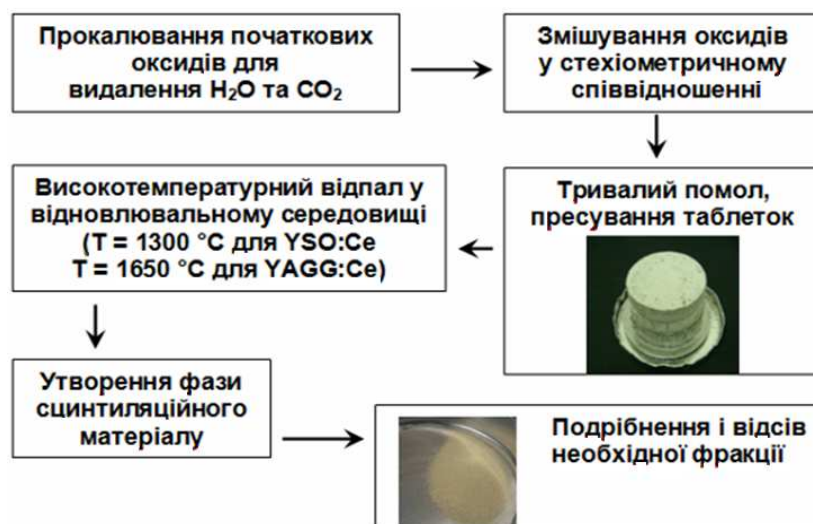 Прокалювання початкових
оксидів для
видалення H₂O та CO₂
Змішування оксидів
у стехіометричному
співвідношенні
Тривалий помол,
пресування таблеток
Високотемпературний відпал у
відновлювальному середовищі
(T = 1300 °C для YSO:Ce
T = 1650 °C для YAGG:Ce)
Утворення фази
сцинтиляційного
матеріалу
Подрібнення і відсів
необхідної фракції